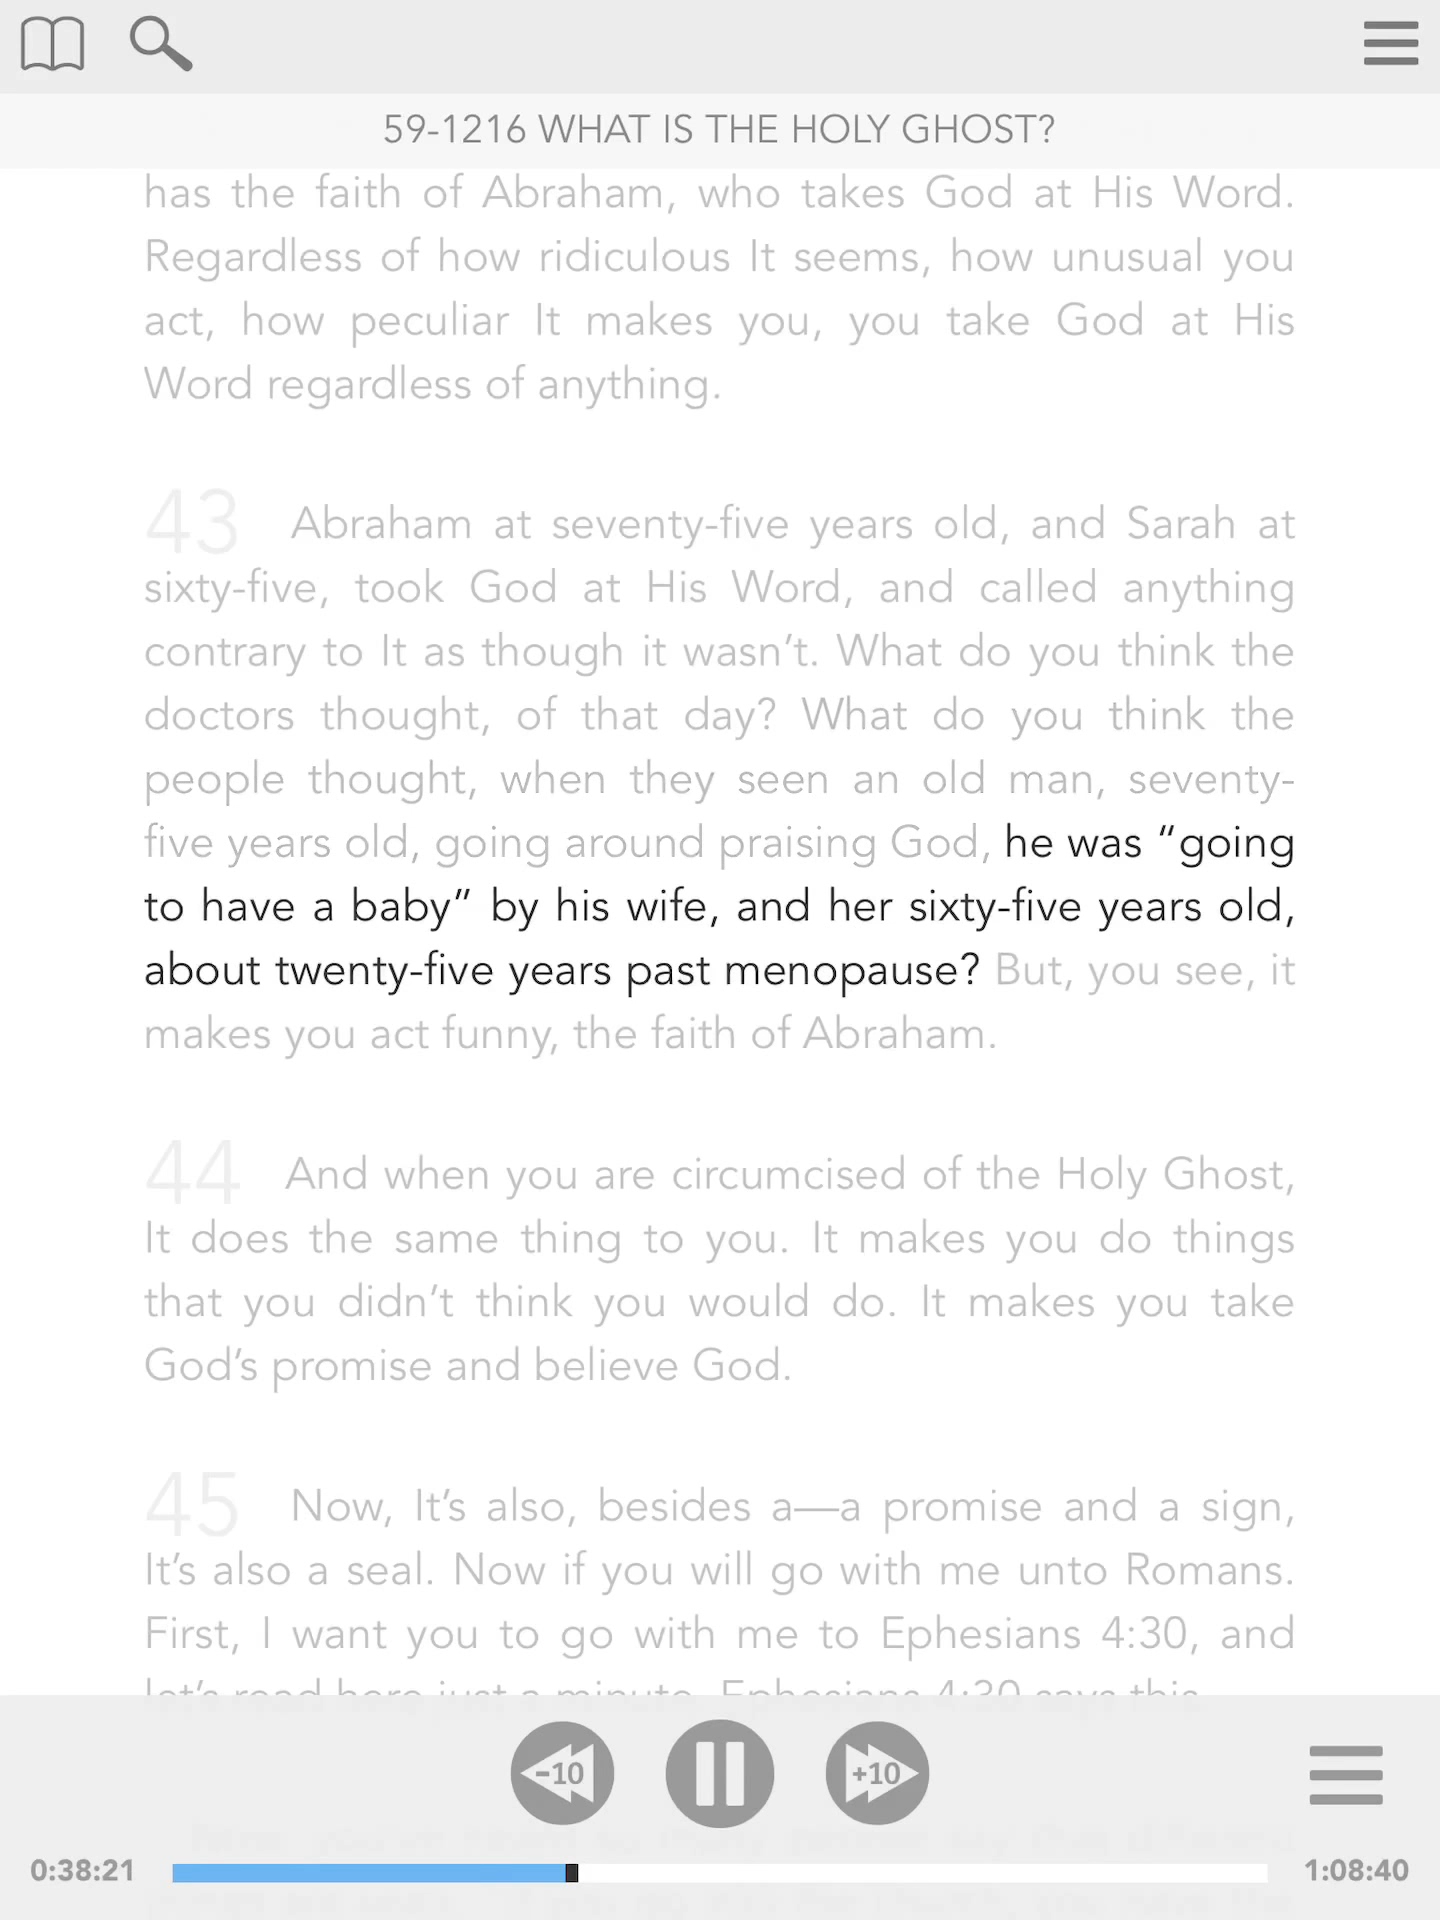 59-1216 WHAT IS THE HOLY GHOST?
has the faith of Abraham, who takes God at His Word.
Regardless of how ridiculous It seems, how unusual you
act, how peculiar It makes you, you take God at His
Word regardless of anything.
43 Abraham at seventy-five years old, and Sarah at
sixty-five, took God at His Word, and called anything
contrary to It as though it wasn’t. What do you think the
doctors thought, of that day? What do you think the
people thought, when they seen an old man, seventy-
five years old, going around praising God, he was “going
to have a baby” by his wife, and her sixty-five years old,
about twenty-five years past menopause? But, you see, it
makes you act funny, the faith of Abraham.
44 And when you are circumcised of the Holy Ghost,
It does the same thing to you. It makes you do things
that you didn’t think you would do. It makes you take
God’s promise and believe God.
45 Now, It’s also, besides a—a promise and a sign,
It’s also a seal. Now if you will go with me unto Romans.
First, I want you to go with me to Ephesians 4:30, and
let’s read here just a minute. Ephesians 4:30 says this
-10 +10
0:38:21 1:08:40